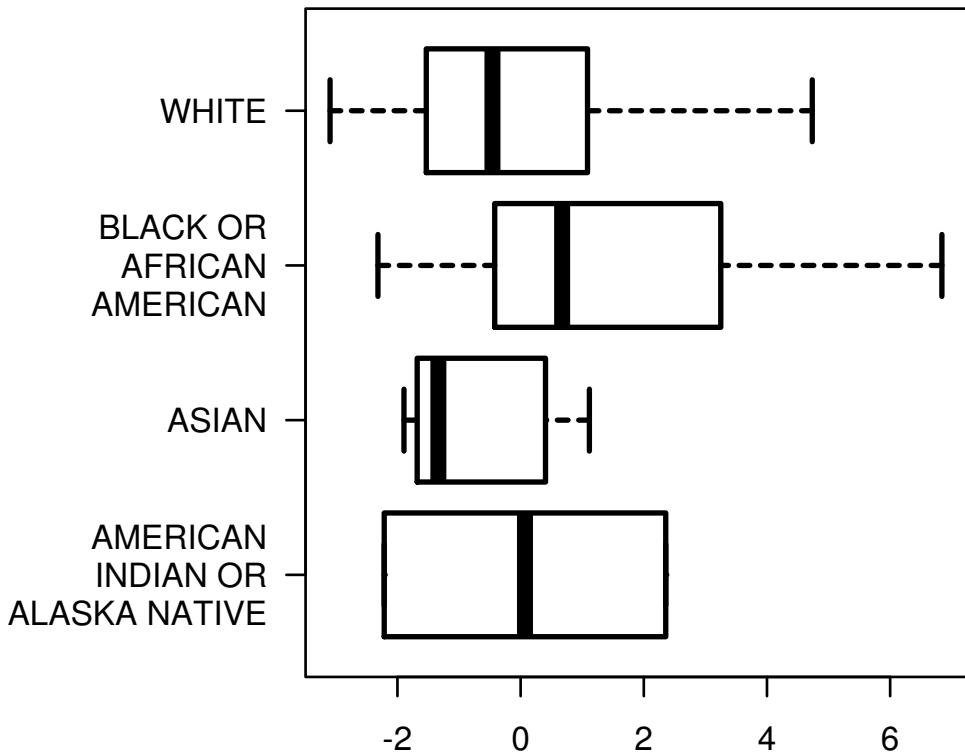 WHITE
BLACK OR
AFRICAN
AMERICAN
ASIAN
AMERICAN
INDIAN OR
ALASKA NATIVE
-2 0 2 4 6